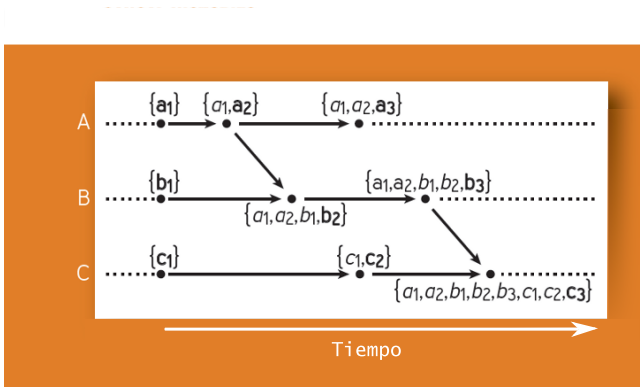 {a1} {a1,a2} {a1,a2,a3}
A
{b1} {a1,a2,b1,b2,b3}
B
{a1,a2,b1,b2}
{c1} {c1,c2}
C
{a1,a2,b1,b2,b3,c1,c2,c3}
Tiempo